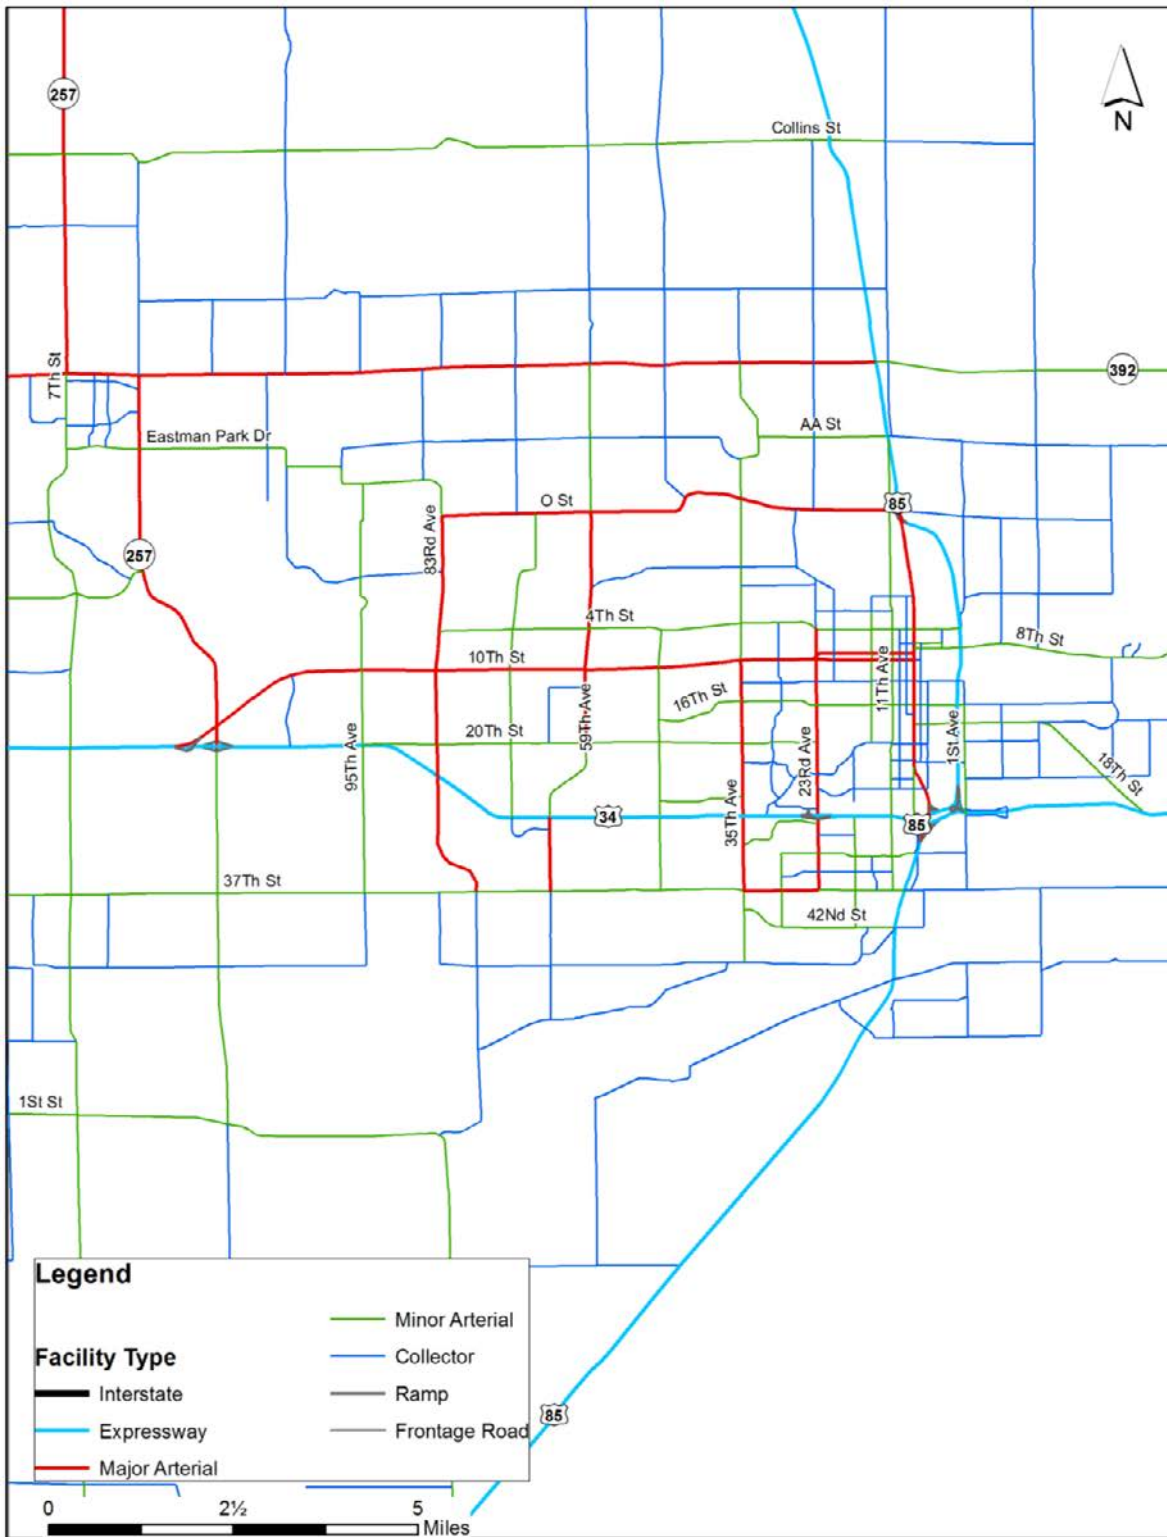 257
N
Collins St
7Th St
392
Eastman Park Dr
AA St
O St
85
83Rd Ave
257
4Th St
8Th St
10Th St
11Th Ave
16Th St
59Th Ave
20Th St
95Th Ave
23Rd Ave
1St Ave
18Th St
35Th Ave
34
85
37Th St
42Nd St
1St St
Legend
Facility Type
Interstate
Expressway
Major Arterial
Minor Arterial
Collector
Ramp
Frontage Road
85
0 2½ 5
Miles